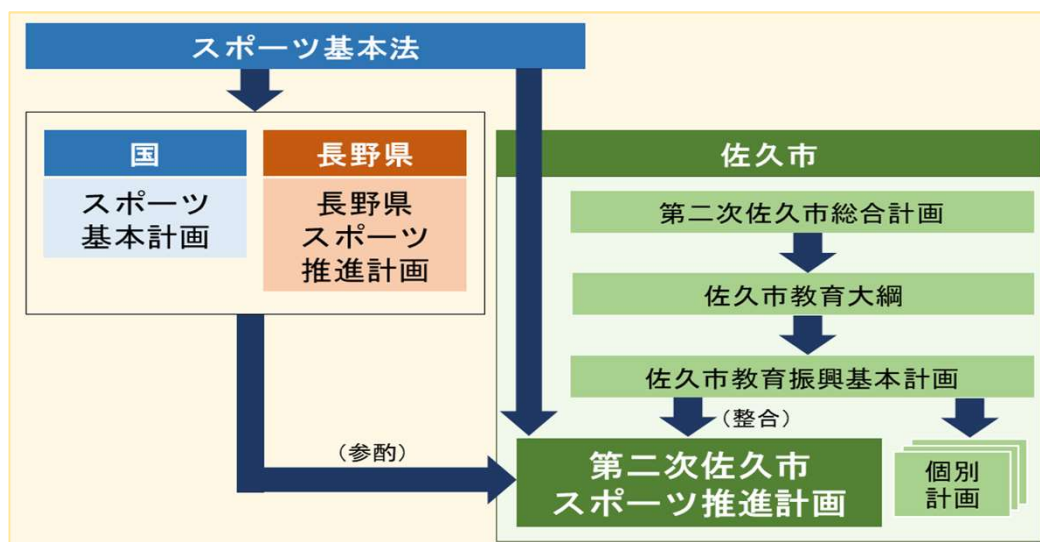 スポーツ基本法
国
スポーツ
基本計画
長野県
長野県
スポーツ
推進計画
佐久市
第二次佐久市総合計画
佐久市教育大綱
佐久市教育振興基本計画
(整合)
(参酌)
第二次佐久市
スポーツ推進計画
個別
計画